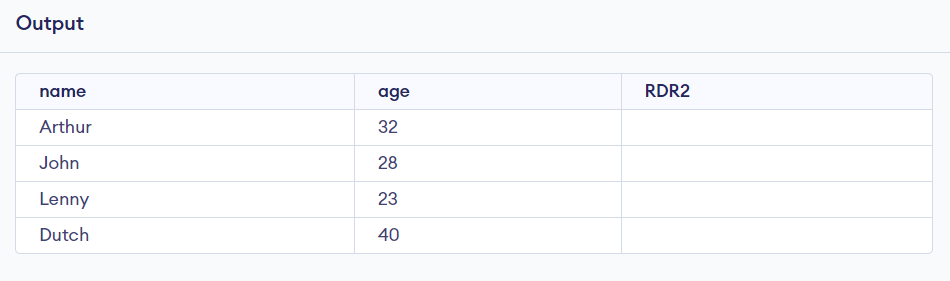 Output
name age RDR2
Arthur 32
John 28
Lenny 23
Dutch 40